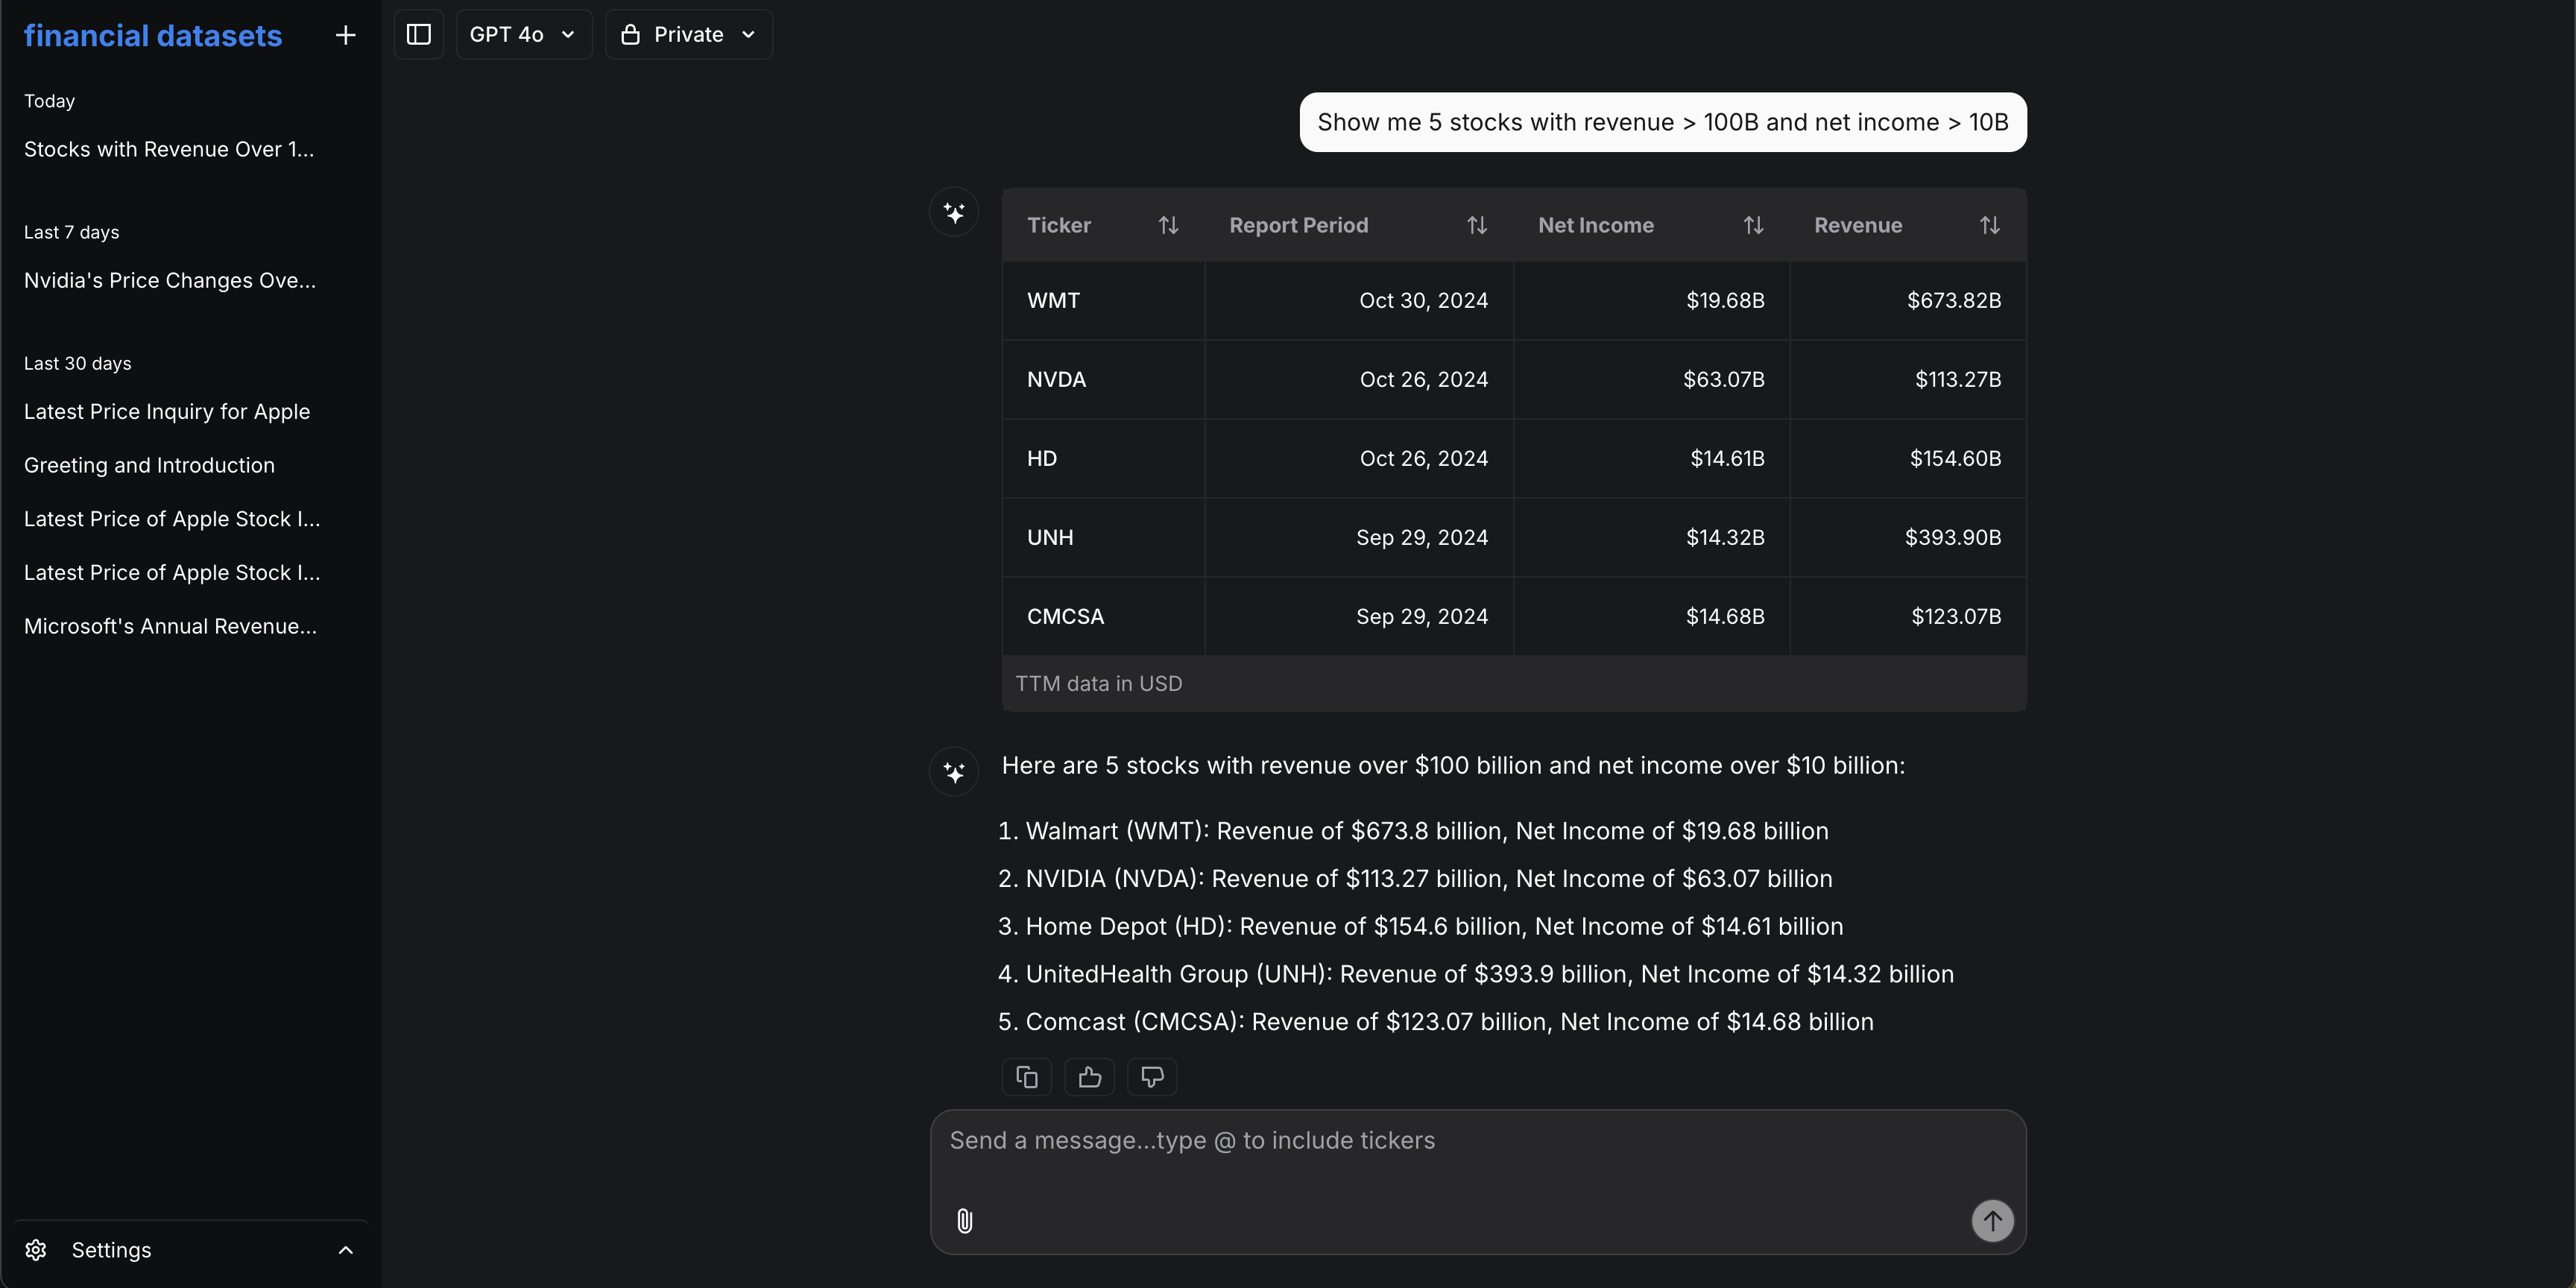 financial datasets
Today
Stocks with Revenue Over 1...
Last 7 days
Nvidia's Price Changes Ove...
Last 30 days
Latest Price Inquiry for Apple
Greeting and Introduction
Latest Price of Apple Stock I...
Latest Price of Apple Stock I...
Microsoft's Annual Revenue...
Settings
GPT 4o Private
Show me 5 stocks with revenue > 100B and net income > 10B
Ticker Report Period Net Income Revenue
WMT Oct 30, 2024 $19.68B $673.82B
NVDA Oct 26, 2024 $63.07B $113.27B
HD Oct 26, 2024 $14.61B $154.60B
UNH Sep 29, 2024 $14.32B $393.90B
CMCSA Sep 29, 2024 $14.68B $123.07B
TTM data in USD
Here are 5 stocks with revenue over $100 billion and net income over $10 billion:
1. Walmart (WMT): Revenue of $673.8 billion, Net Income of $19.68 billion
2. NVIDIA (NVDA): Revenue of $113.27 billion, Net Income of $63.07 billion
3. Home Depot (HD): Revenue of $154.6 billion, Net Income of $14.61 billion
4. UnitedHealth Group (UNH): Revenue of $393.9 billion, Net Income of $14.32 billion
5. Comcast (CMCSA): Revenue of $123.07 billion, Net Income of $14.68 billion
Send a message...type @ to include tickers